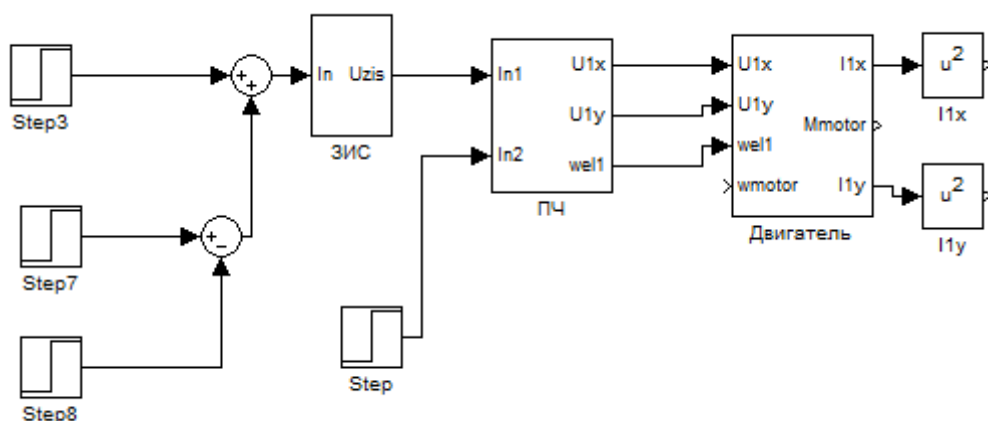 Step3
+
+
In Uzis
ЗИС
Step7
+
−
Step8
Step
In1 U1x
U1y
In2 wel1
ПЧ
U1x I1x
U1y
Mmotor
wel1
wmotor I1y
Двигатель
u²
I1x
u²
I1y